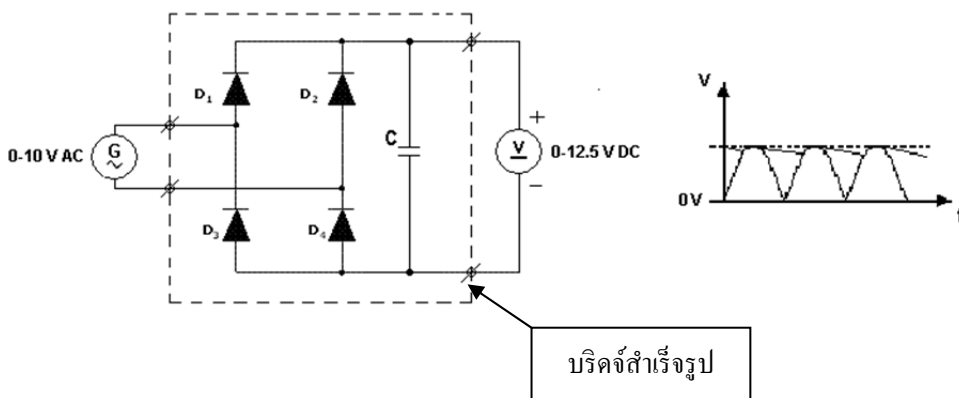 D₁
D₂
C
0-10 V AC
G
~
+
V
−
0-12.5 V DC
D₃
D₄
V
0V
t
บริดจ์สำเร็จรูป